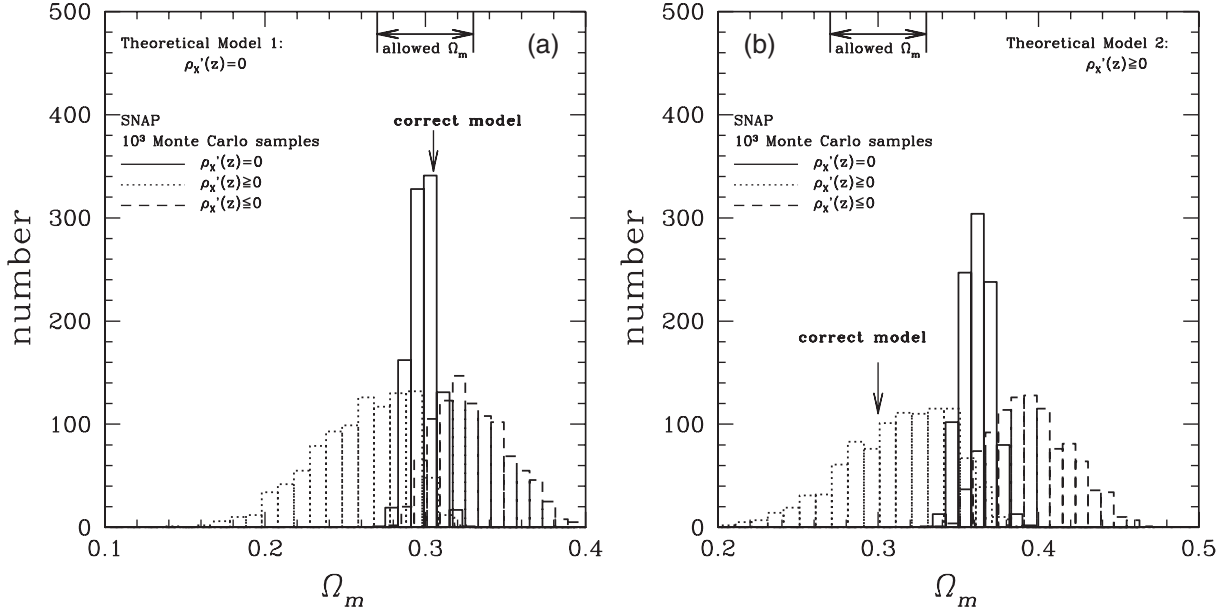 500
400
300
200
100
0
number
Theoretical Model 1:
ρX'(z)=0
allowed Ωm
(a)
SNAP
10³ Monte Carlo samples
ρX'(z)=0
ρX'(z)≧0
ρX'(z)≦0
correct model
0.1 0.2 0.3 0.4
Ωm
500
400
300
200
100
0
number
(b)
allowed Ωm
Theoretical Model 2:
ρX'(z)≧0
SNAP
10³ Monte Carlo samples
ρX'(z)=0
ρX'(z)≧0
ρX'(z)≦0
correct model
0.2 0.3 0.4 0.5
Ωm